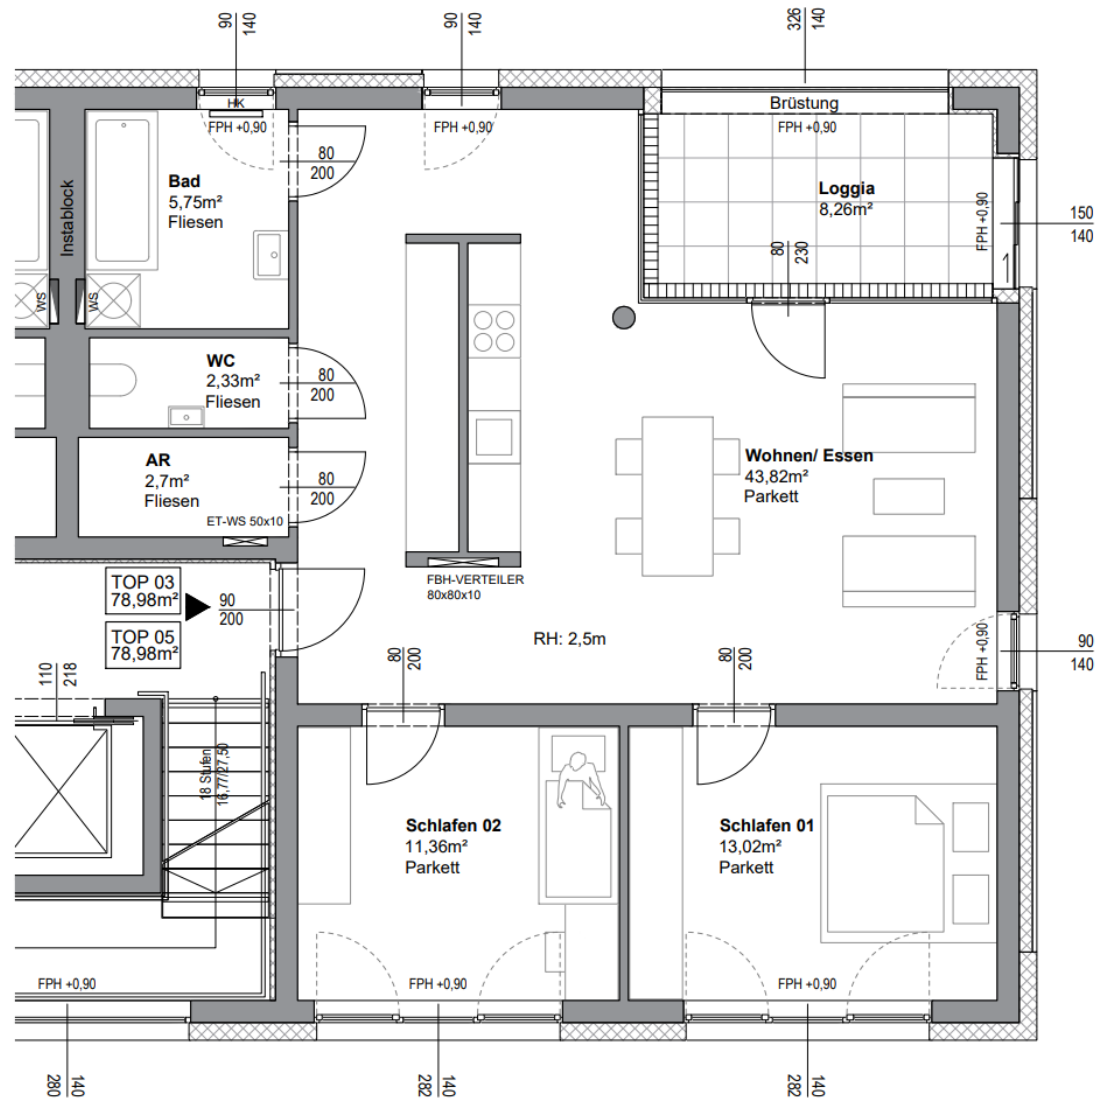 90
140
90
140
326
140
HK
FPH +0,90
FPH +0,90
Brüstung
FPH +0,90
80
200
Bad
5,75m²
Fliesen
Instablock
Loggia
8,26m²
FPH +0,90
150
140
80
230
1
WS
WS
WC
2,33m²
Fliesen
80
200
AR
2,7m²
Fliesen
80
200
ET-WS 50x10
Wohnen/ Essen
43,82m²
Parkett
FBH-VERTEILER
80x80x10
TOP 03
78,98m²
90
200
TOP 05
78,98m²
RH: 2,5m
FPH +0,90
90
140
110
218
80
200
80
200
18 Stufen
16,77/27,50
Schlafen 02
11,36m²
Parkett
Schlafen 01
13,02m²
Parkett
FPH +0,90
FPH +0,90
FPH +0,90
280
140
282
140
282
140